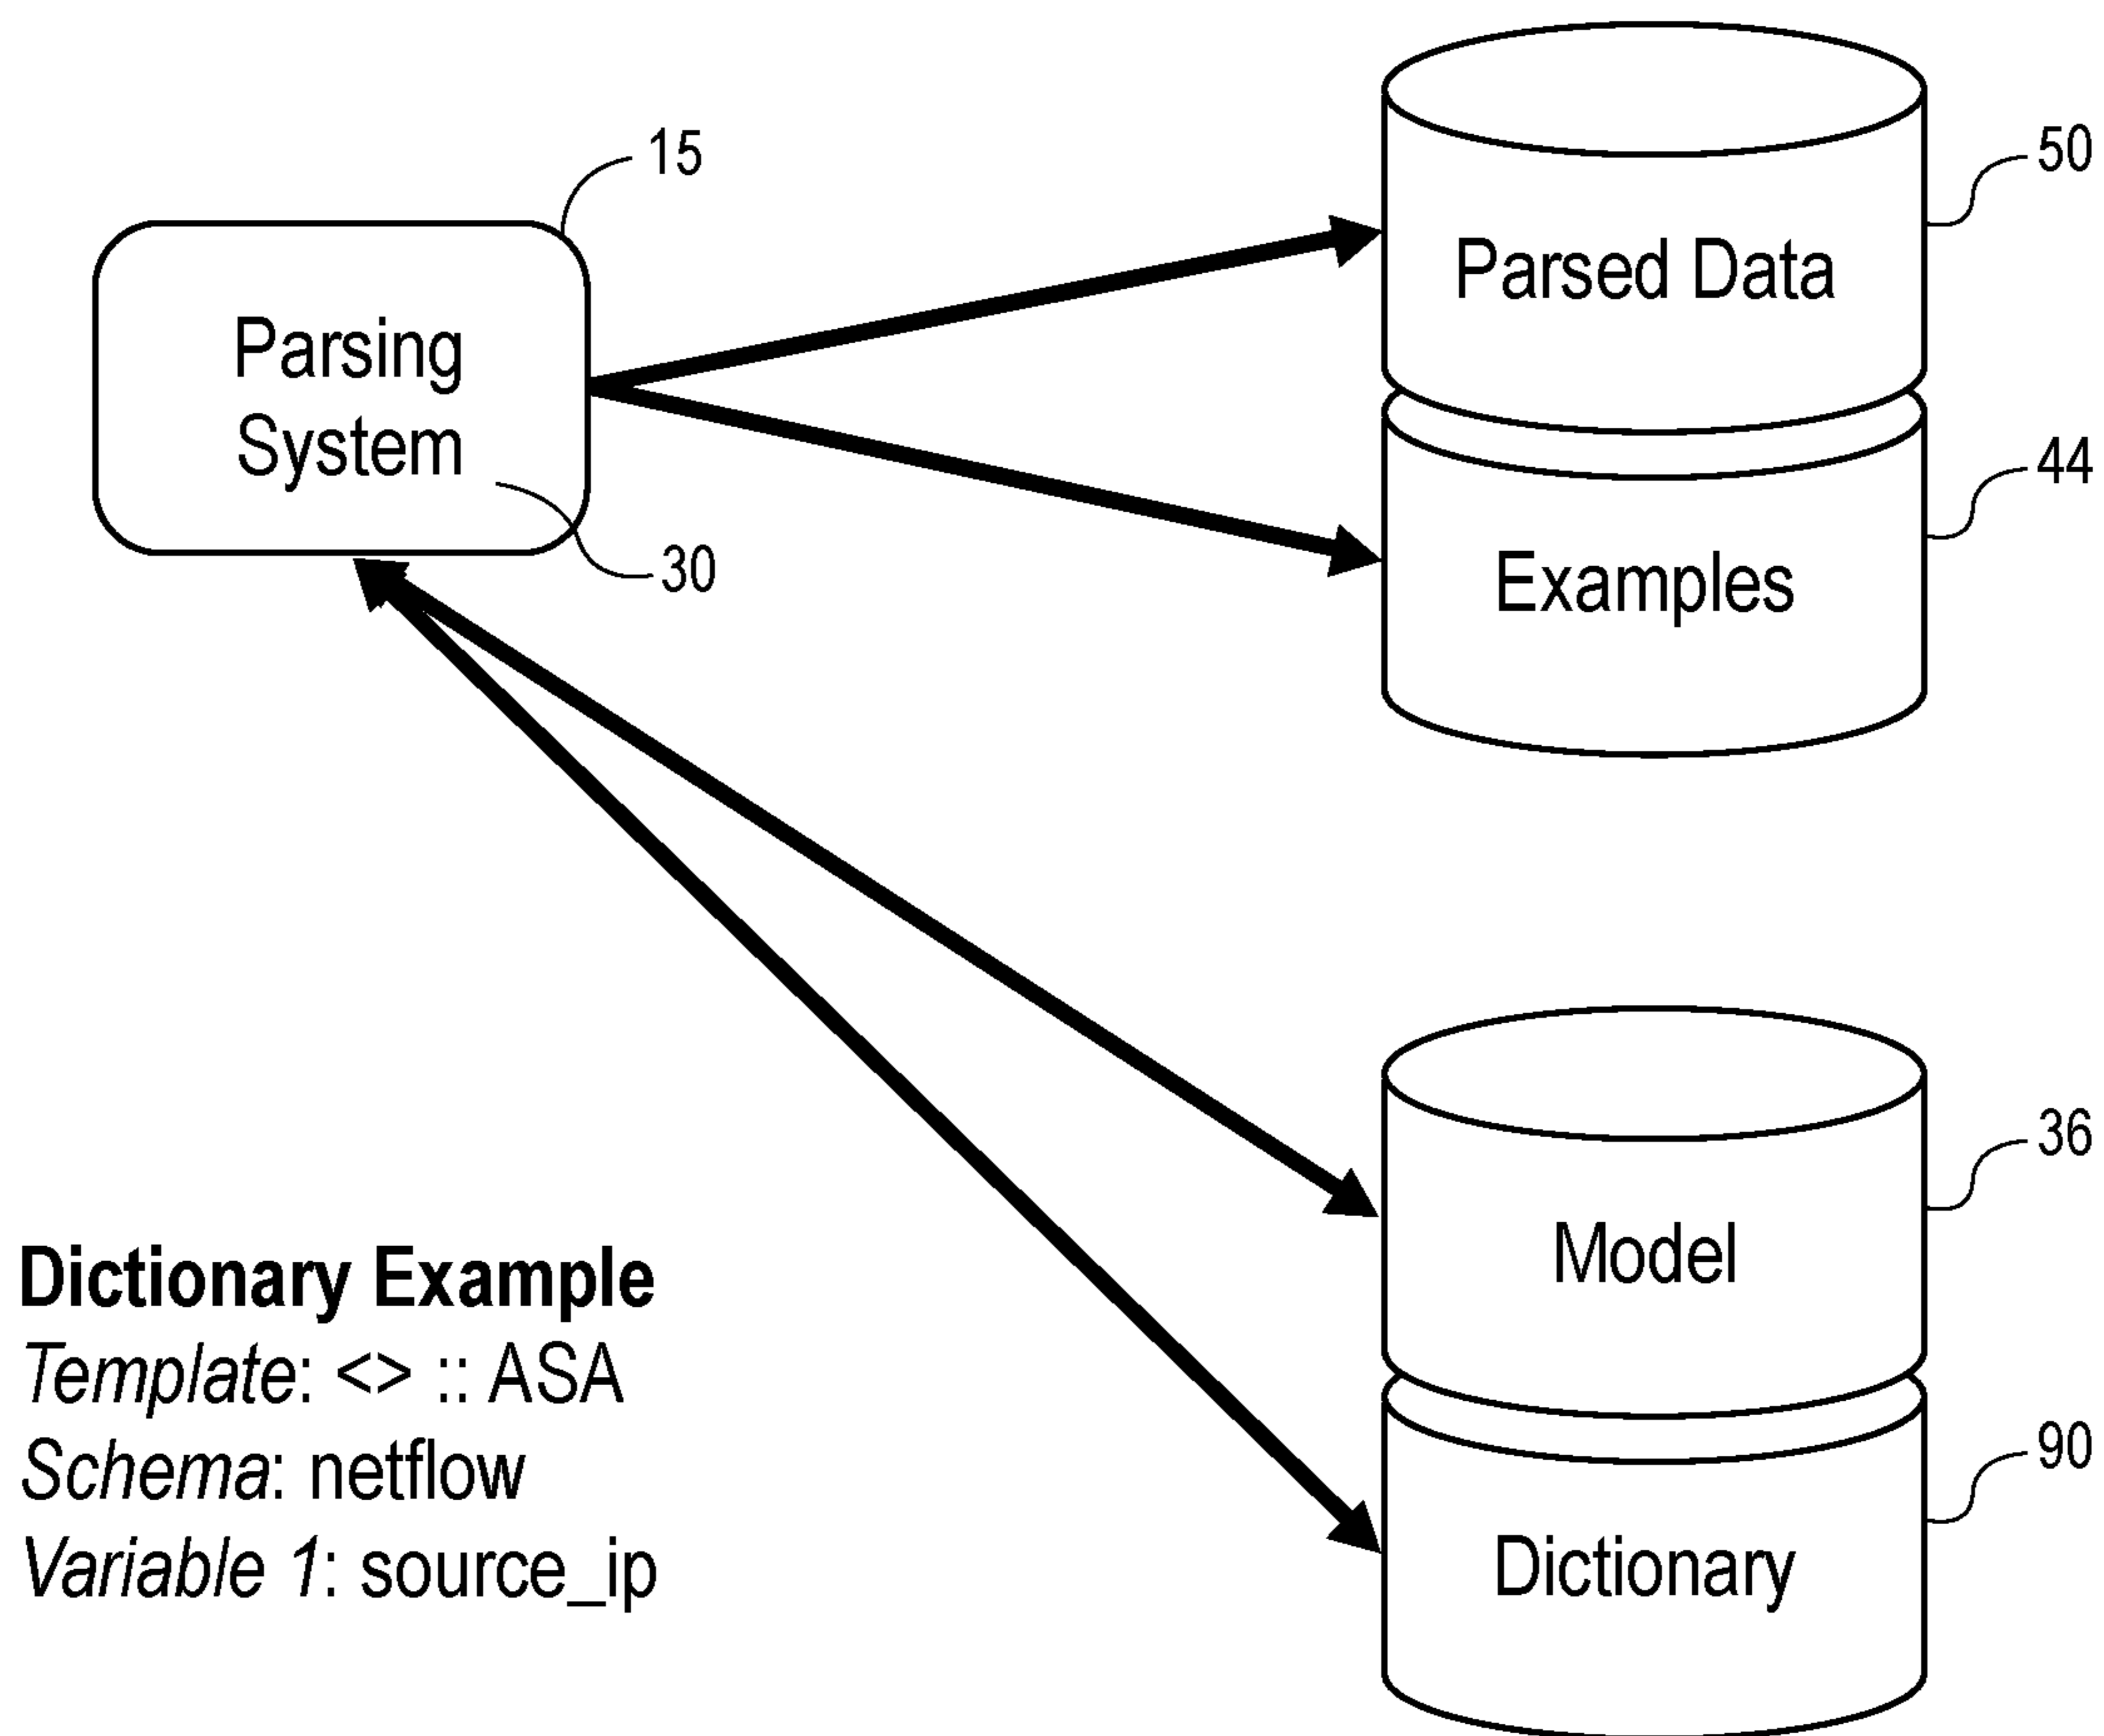 15
Parsing
System
30
Parsed Data
50
Examples
44
Model
36
Dictionary
90
Dictionary Example
Template: <> :: ASA
Schema: netflow
Variable 1: source_ip